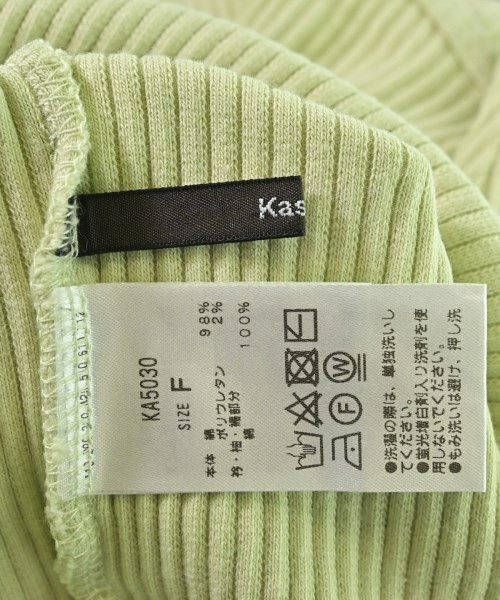 Kas
KA5030
SIZE F
本体 綿 98%
ポリウレタン 2%
衿・袖・裾部分
綿 100%
W
F
●洗濯の際は、単独洗いし
てください。
●蛍光増白剤入り洗剤を使
用しないでください。
●もみ洗いは避け、押し洗